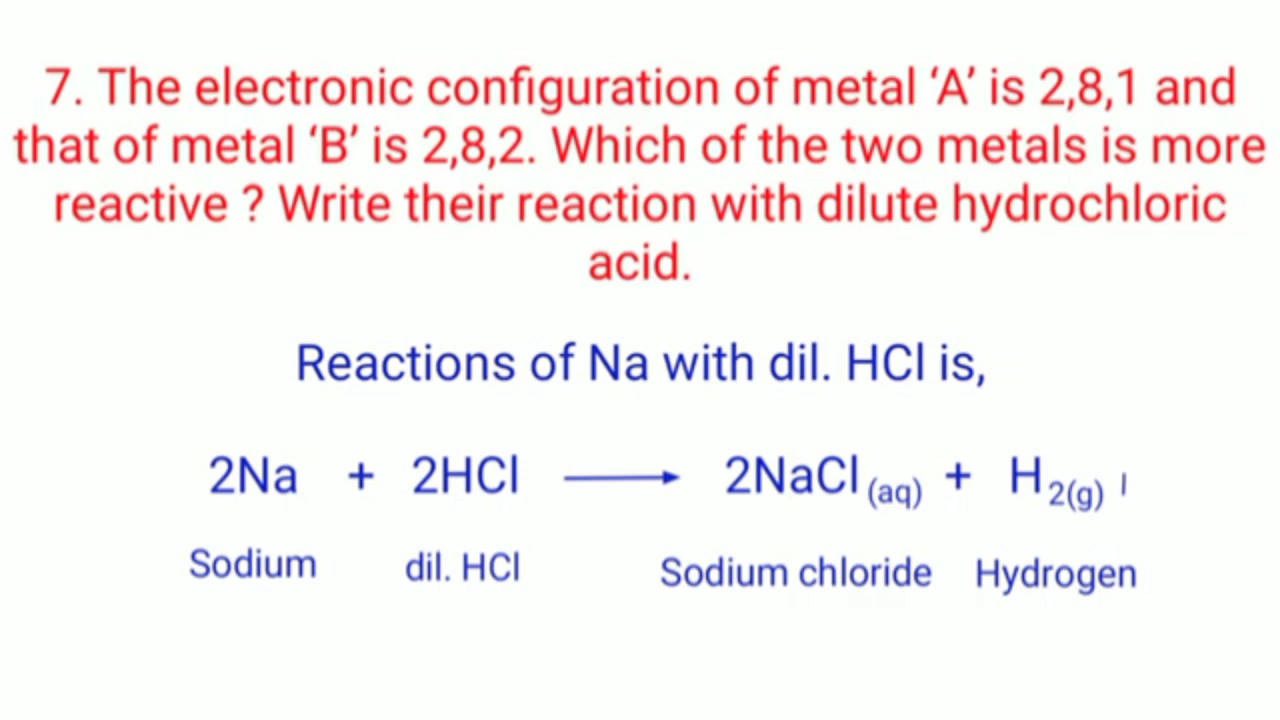 7. The electronic configuration of metal ‘A’ is 2,8,1 and
that of metal ‘B’ is 2,8,2. Which of the two metals is more
reactive ? Write their reaction with dilute hydrochloric
acid.
Reactions of Na with dil. HCl is,
2Na + 2HCl ⟶ 2NaCl (aq) + H 2(g)
Sodium dil. HCl Sodium chloride Hydrogen